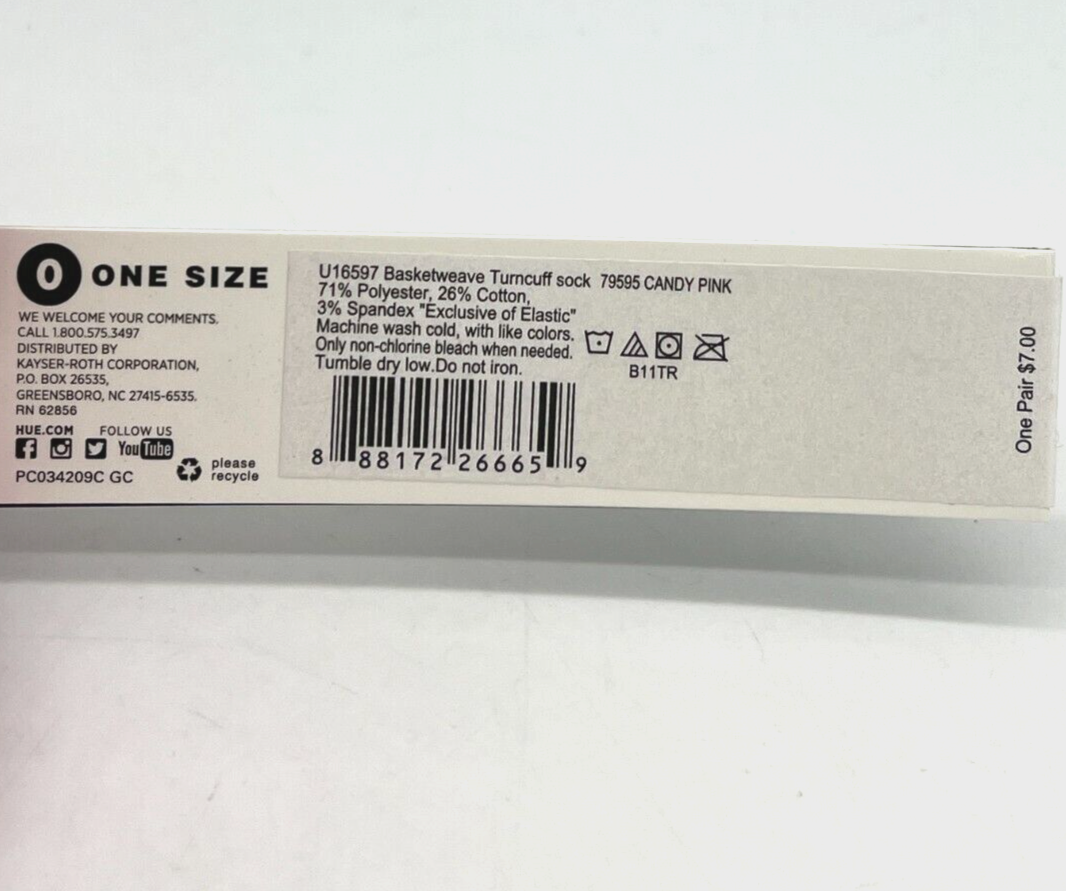 0 ONE SIZE
WE WELCOME YOUR COMMENTS.
CALL 1.800.575.3497
DISTRIBUTED BY
KAYSER-ROTH CORPORATION,
P.O. BOX 26535,
GREENSBORO, NC 27415-6535.
RN 62856
HUE.COM FOLLOW US
YouTube
PC034209C GC
please
recycle
U16597 Basketweave Turncuff sock 79595 CANDY PINK
71% Polyester, 26% Cotton,
3% Spandex "Exclusive of Elastic"
Machine wash cold, with like colors.
Only non-chlorine bleach when needed.
Tumble dry low.Do not iron.
B11TR
8 88172 26665 9
One Pair $7.00